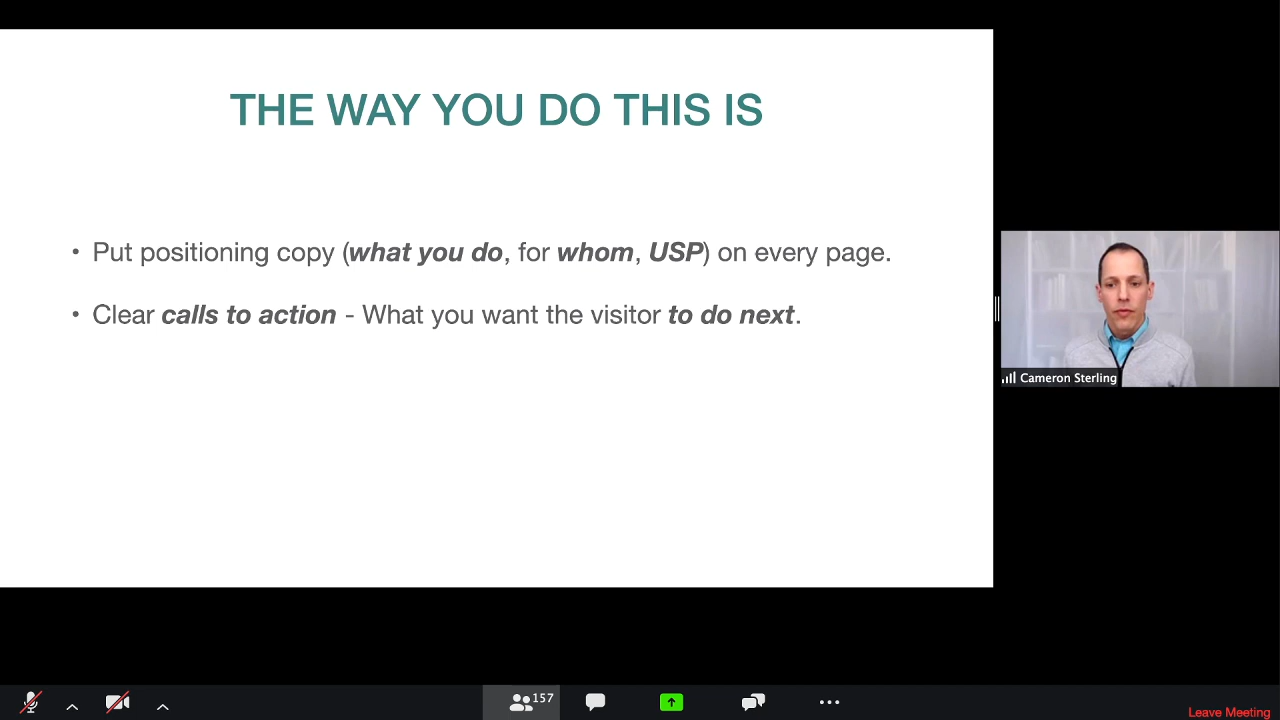 THE WAY YOU DO THIS IS
• Put positioning copy (what you do, for whom, USP) on every page.
• Clear calls to action - What you want the visitor to do next.
Cameron Sterling
157
Leave Meeting